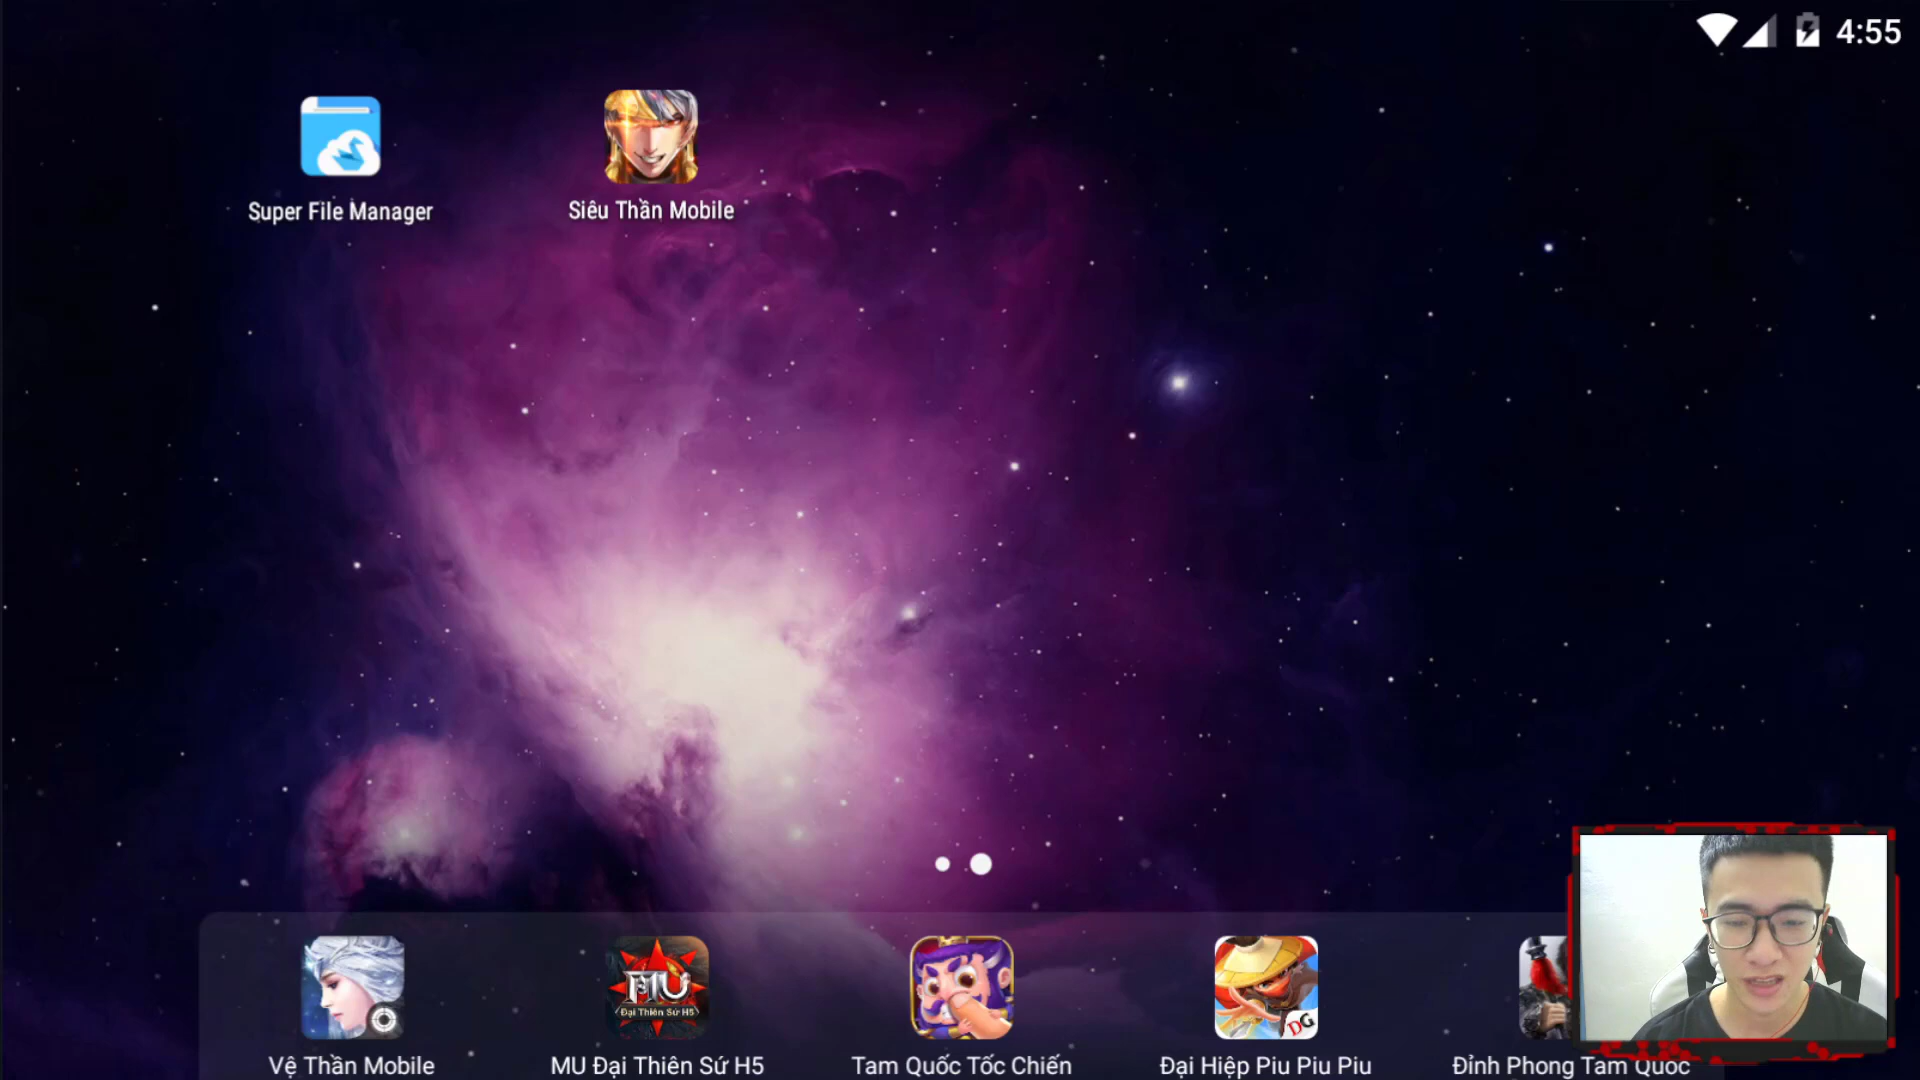 4:55
Super File Manager
Siêu Thần Mobile
MU
Đại Thiên Sứ H5
DG
Vệ Thần Mobile
MU Đại Thiên Sứ H5
Tam Quốc Tốc Chiến
Đại Hiệp Piu Piu Piu
Đỉnh Phong Tam Quốc